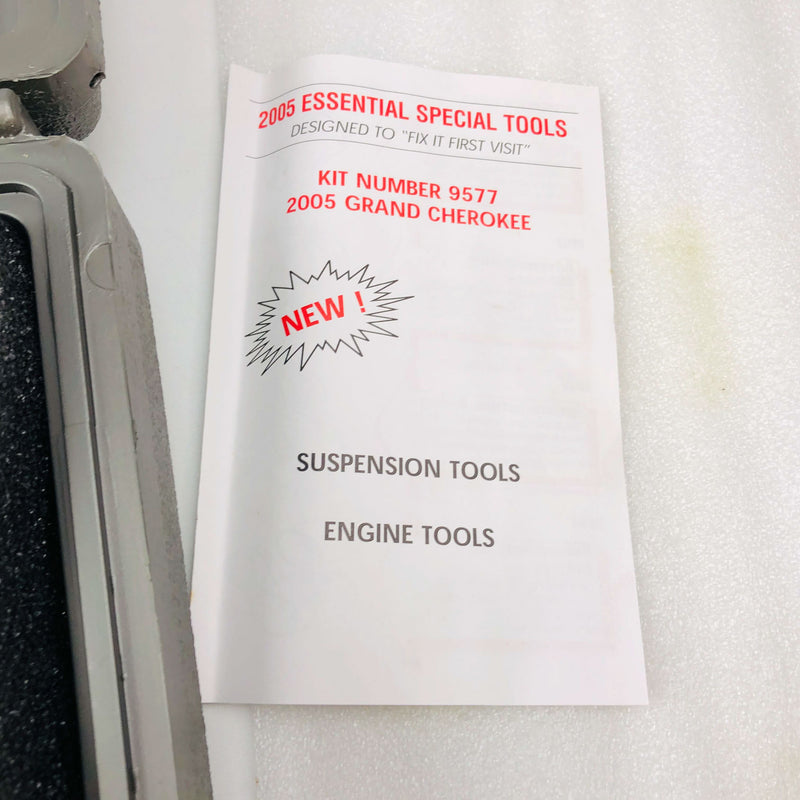 2005 ESSENTIAL SPECIAL TOOLS
DESIGNED TO "FIX IT FIRST VISIT"
KIT NUMBER 9577
2005 GRAND CHEROKEE
NEW !
SUSPENSION TOOLS
ENGINE TOOLS